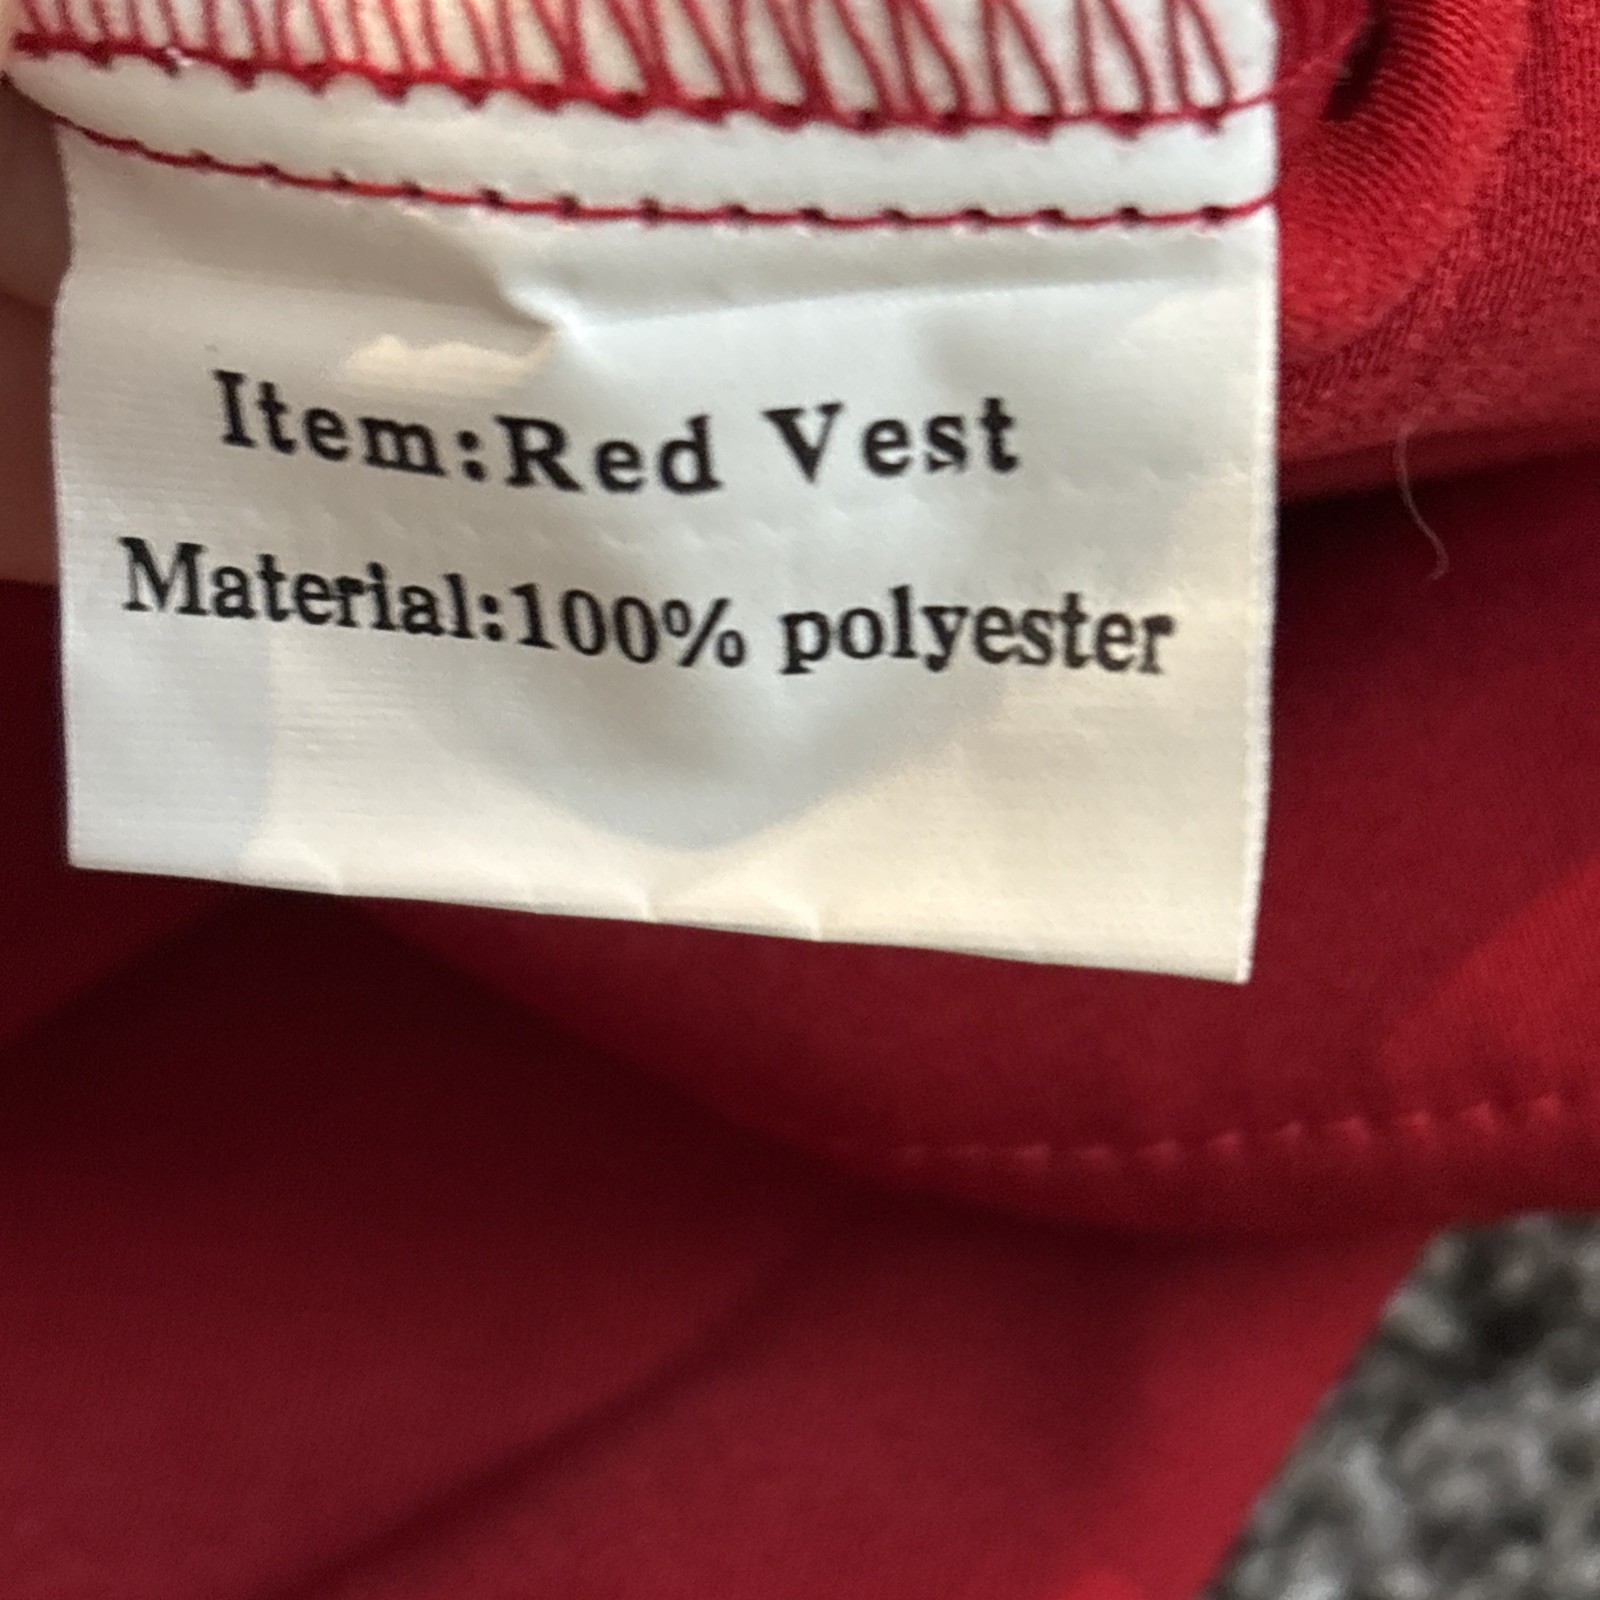 Item:Red Vest
Material:100% polyester